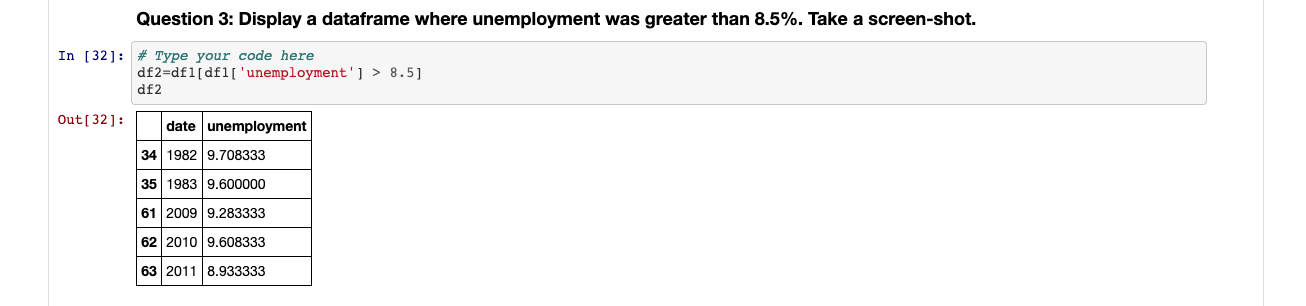 Question 3: Display a dataframe where unemployment was greater than 8.5%. Take a screen-shot.
In [32]: # Type your code here
df2=df1[df1['unemployment'] > 8.5]
df2
Out[32]:
date unemployment
34 1982 9.708333
35 1983 9.600000
61 2009 9.283333
62 2010 9.608333
63 2011 8.933333